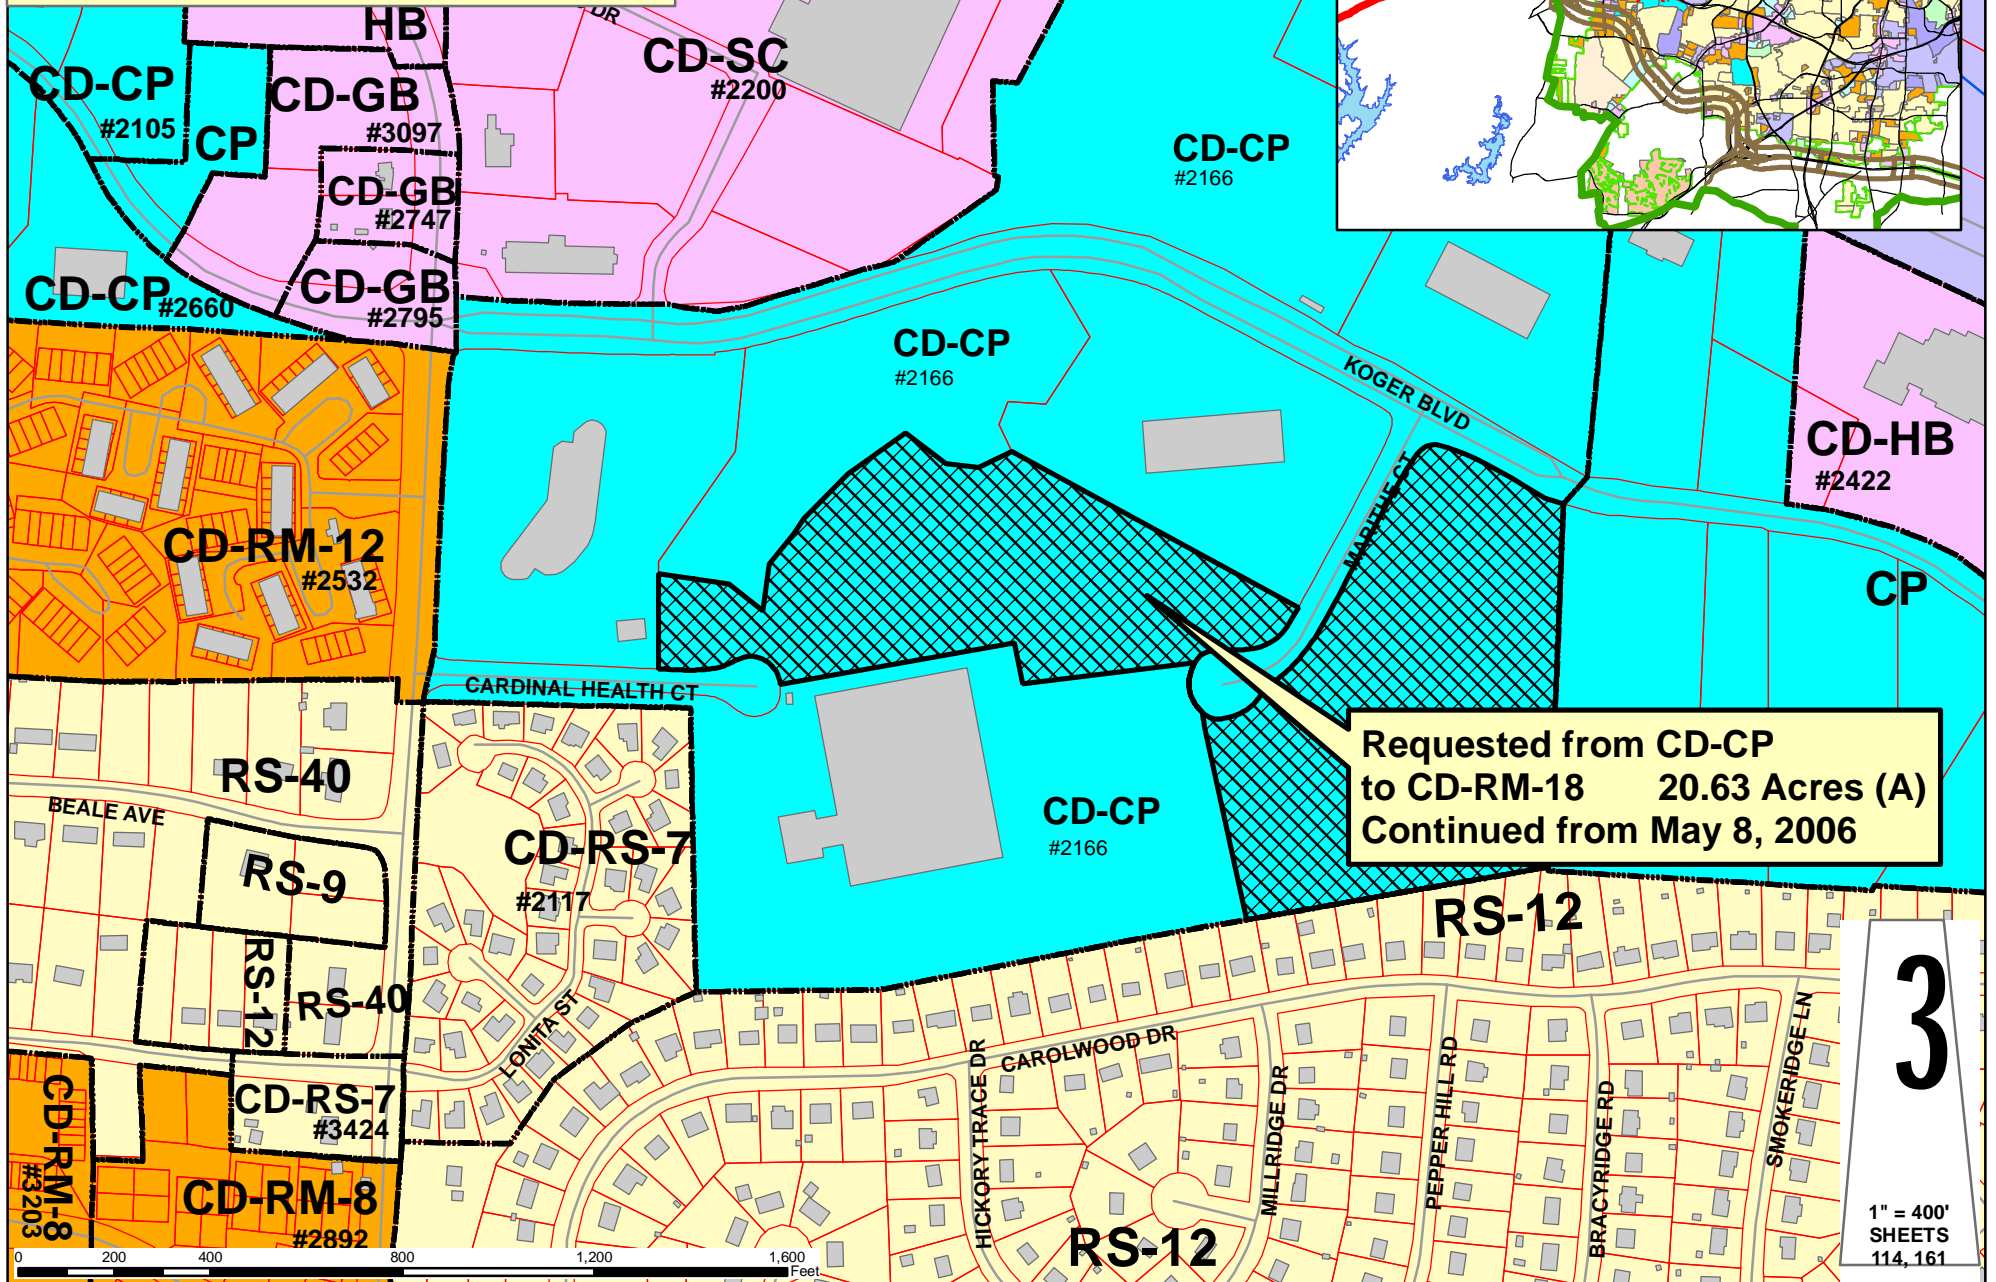 HB
DR
CD-SC
#2200
CD-CP
#2105
CP
CD-GB
#3097
CD-CP
#2166
CD-GB
#2747
CD-CP #2660
CD-GB
#2795
CD-CP
#2166
KOGER BLVD
CD-HB
#2422
MARITHE CT
CD-RM-12
#2532
CP
CARDINAL HEALTH CT
Requested from CD-CP
to CD-RM-18 20.63 Acres (A)
Continued from May 8, 2006
RS-40
BEALE AVE
CD-CP
#2166
CD-RS-7
#2117
RS-9
RS-12
RS-12
RS-40
LONITA ST
CAROLWOOD DR
HICKORY TRACE DR
MILLRIDGE DR
PEPPER HILL RD
BRACYRIDGE RD
SMOKERIDGE LN
3
CD-RS-7
#3424
CD-RM-8
#3203
CD-RM-8
#2892
RS-12
1" = 400'
SHEETS
114, 161
0 200 400 800 1,200 1,600
Feet